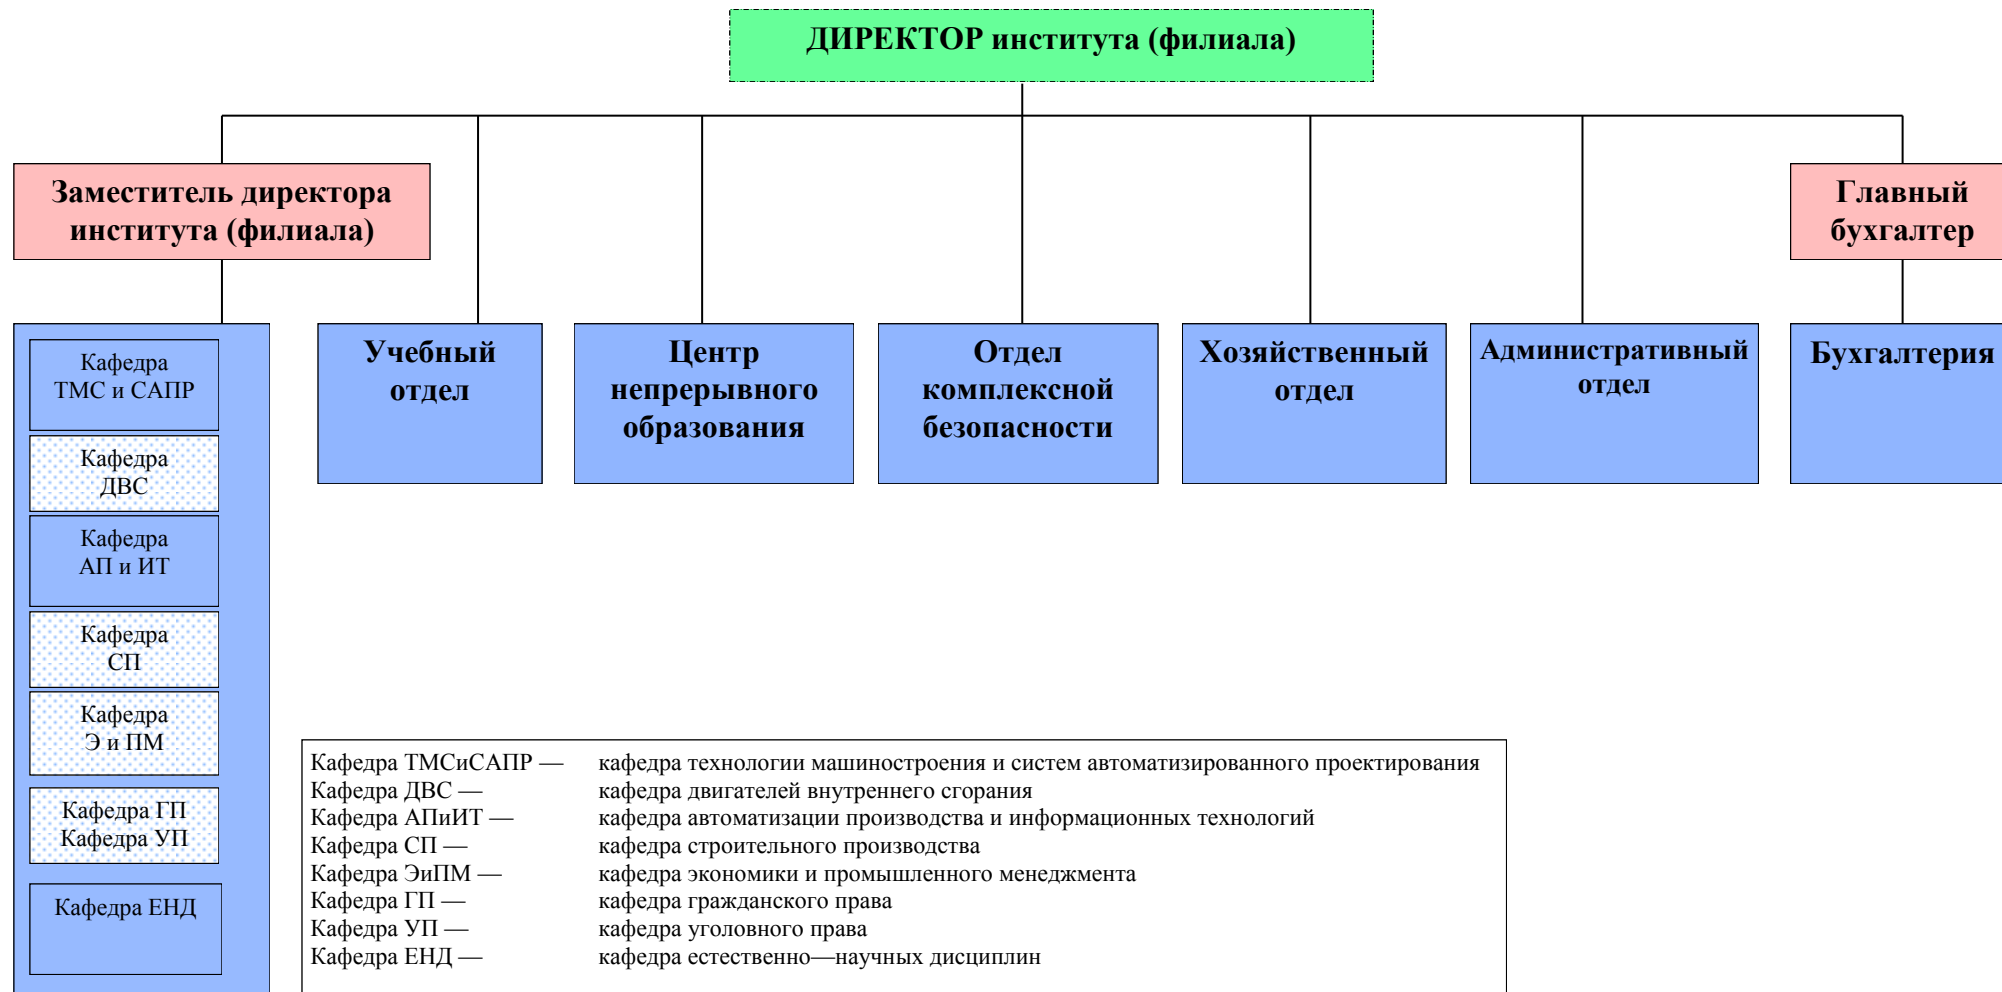 ДИРЕКТОР института (филиала)
Заместитель директора
института (филиала)
Главный
бухгалтер
Кафедра
ТМС и САПР
Кафедра
ДВС
Кафедра
АП и ИТ
Кафедра
СП
Кафедра
Э и ПМ
Кафедра ГП
Кафедра УП
Кафедра ЕНД
Учебный
отдел
Центр
непрерывного
образования
Отдел
комплексной
безопасности
Хозяйственный
отдел
Административный
отдел
Бухгалтерия
Кафедра ТМСиСАПР — кафедра технологии машиностроения и систем автоматизированного проектирования
Кафедра ДВС — кафедра двигателей внутреннего сгорания
Кафедра АПиИТ — кафедра автоматизации производства и информационных технологий
Кафедра СП — кафедра строительного производства
Кафедра ЭиПМ — кафедра экономики и промышленного менеджмента
Кафедра ГП — кафедра гражданского права
Кафедра УП — кафедра уголовного права
Кафедра ЕНД — кафедра естественно—научных дисциплин